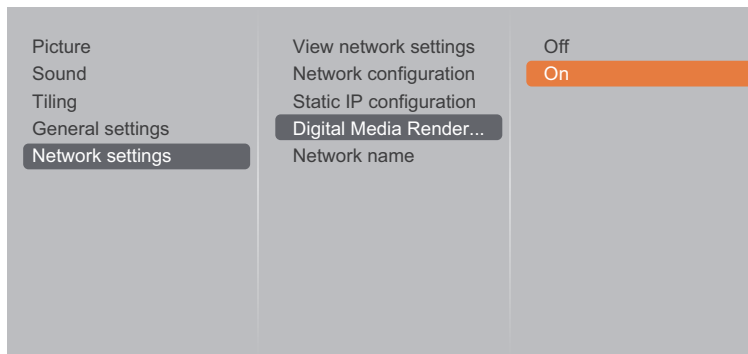 Picture
Sound
Tiling
General settings
Network settings
View network settings
Network configuration
Static IP configuration
Digital Media Render...
Network name
Off
On